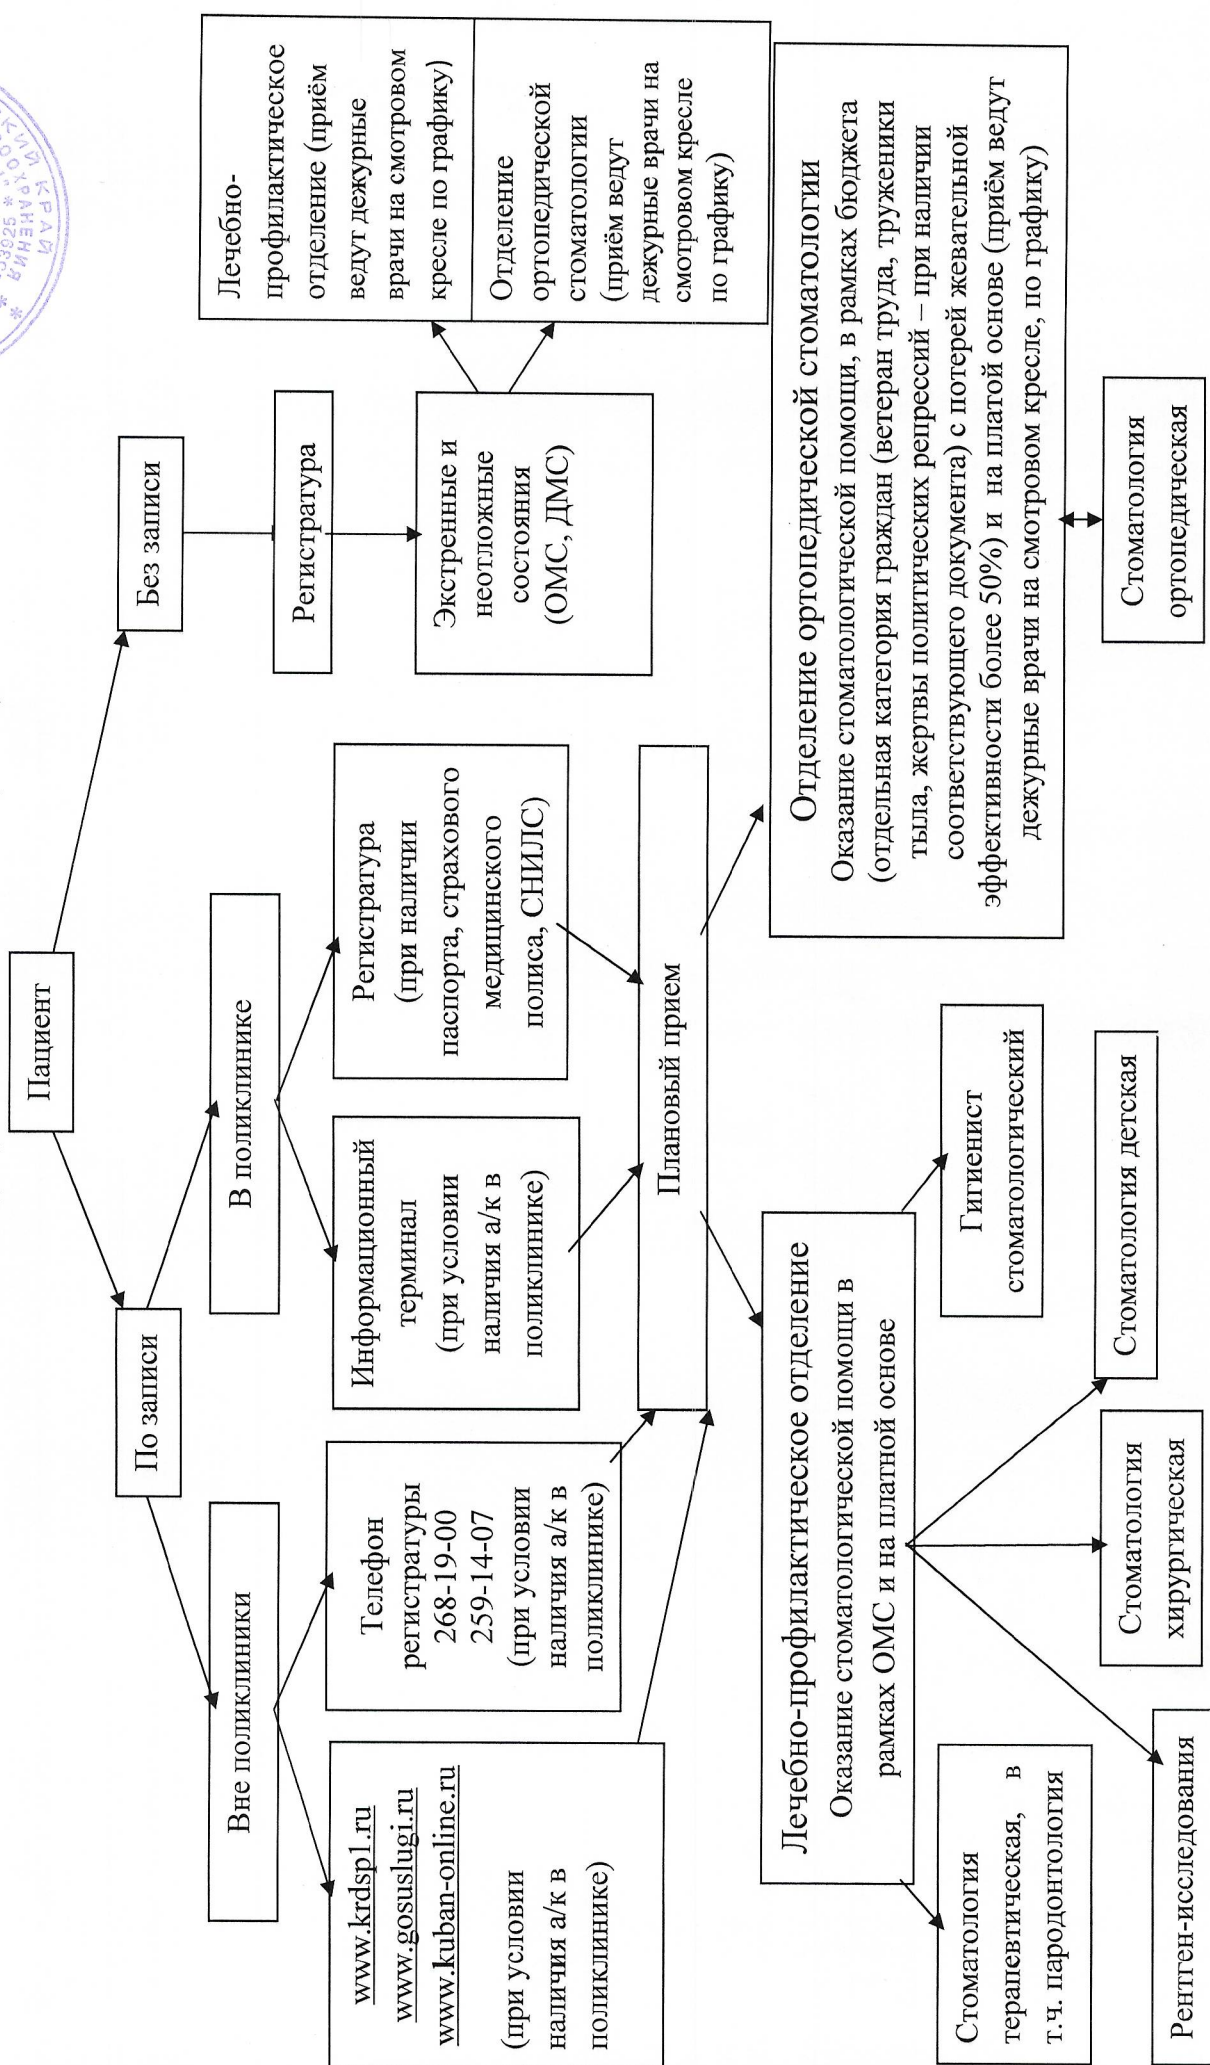 КИЙ КРАЙ
ООХРАНЕНИЯ
Пациент
По записи
Без записи
Вне поликлиники
В поликлинике
Регистратура
www.krdsp1.ru
www.gosuslugi.ru
www.kuban-online.ru
(при условии
наличия а/к в
поликлинике)
Телефон
регистратуры
268-19-00
259-14-07
(при условии
наличия а/к в
поликлинике)
Информационный
терминал
(при условии
наличия а/к в
поликлинике)
Регистратура
(при наличии
паспорта, страхового
медицинского
полиса, СНИЛС)
Экстренные и
неотложные
состояния
(ОМС, ДМС)
Лечебно-
профилактическое
отделение (приём
ведут дежурные
врачи на смотровом
кресле по графику)
Отделение
ортопедической
стоматологии
(приём ведут
дежурные врачи на
смотровом кресле
по графику)
Плановый прием
Лечебно-профилактическое отделение
Оказание стоматологической помощи в
рамках ОМС и на платной основе
Отделение ортопедической стоматологии
Оказание стоматологической помощи, в рамках бюджета
(отдельная категория граждан (ветеран труда, труженики
тыла, жертвы политических репрессий – при наличии
соответствующего документа) с потерей жевательной
эффективности более 50%) и на платой основе (приём ведут
дежурные врачи на смотровом кресле, по графику)
Стоматология
терапевтическая, в
т.ч. пародонтология
Гигиенист
стоматологический
Рентген-исследования
Стоматология
хирургическая
Стоматология детская
Стоматология
ортопедическая